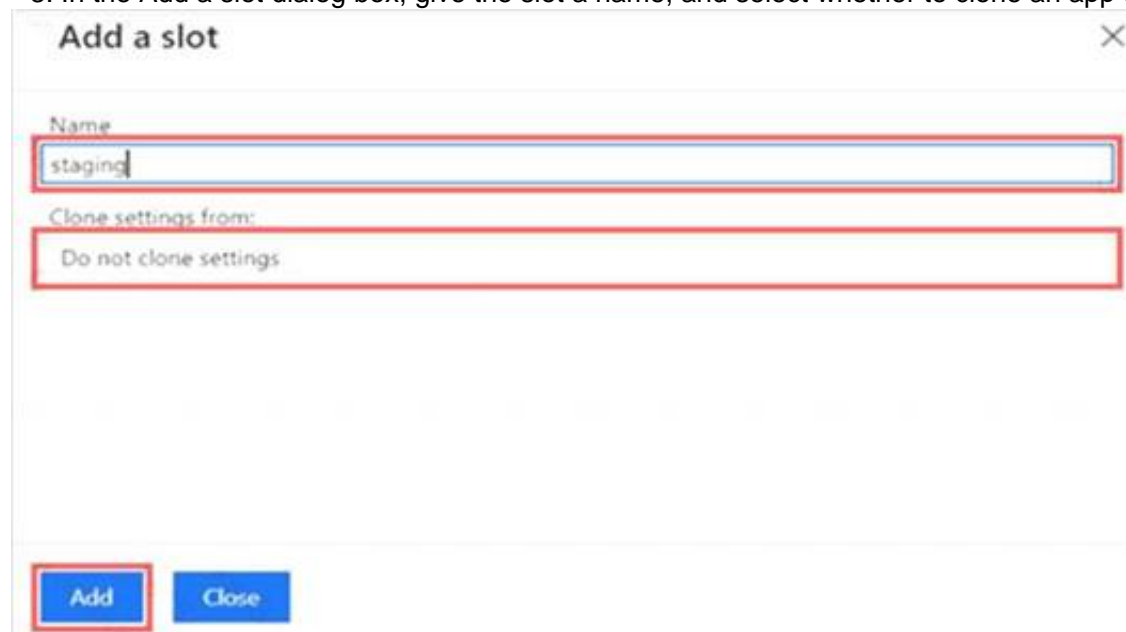 3. In the Add a slot dialog box, give the slot a name, and select whether to clone an app
Add a slot
Name
staging
Clone settings from:
Do not clone settings
Add
Close